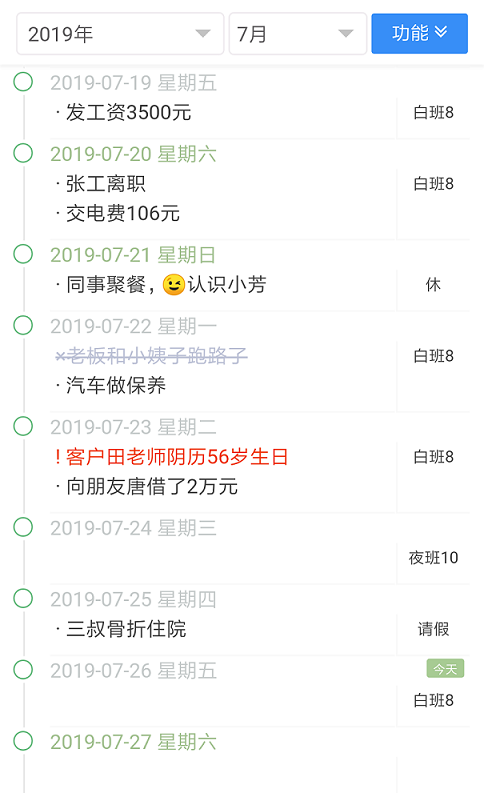 2019年
7月
功能
2019-07-19 星期五
· 发工资3500元
白班8
2019-07-20 星期六
· 张工离职
白班8
· 交电费106元
2019-07-21 星期日
· 同事聚餐，😉认识小芳
休
2019-07-22 星期一
×老板和小姨子跑路了
白班8
· 汽车做保养
2019-07-23 星期二
! 客户田老师阴历56岁生日
白班8
· 向朋友唐借了2万元
2019-07-24 星期三
夜班10
2019-07-25 星期四
· 三叔骨折住院
请假
2019-07-26 星期五
今天
白班8
2019-07-27 星期六